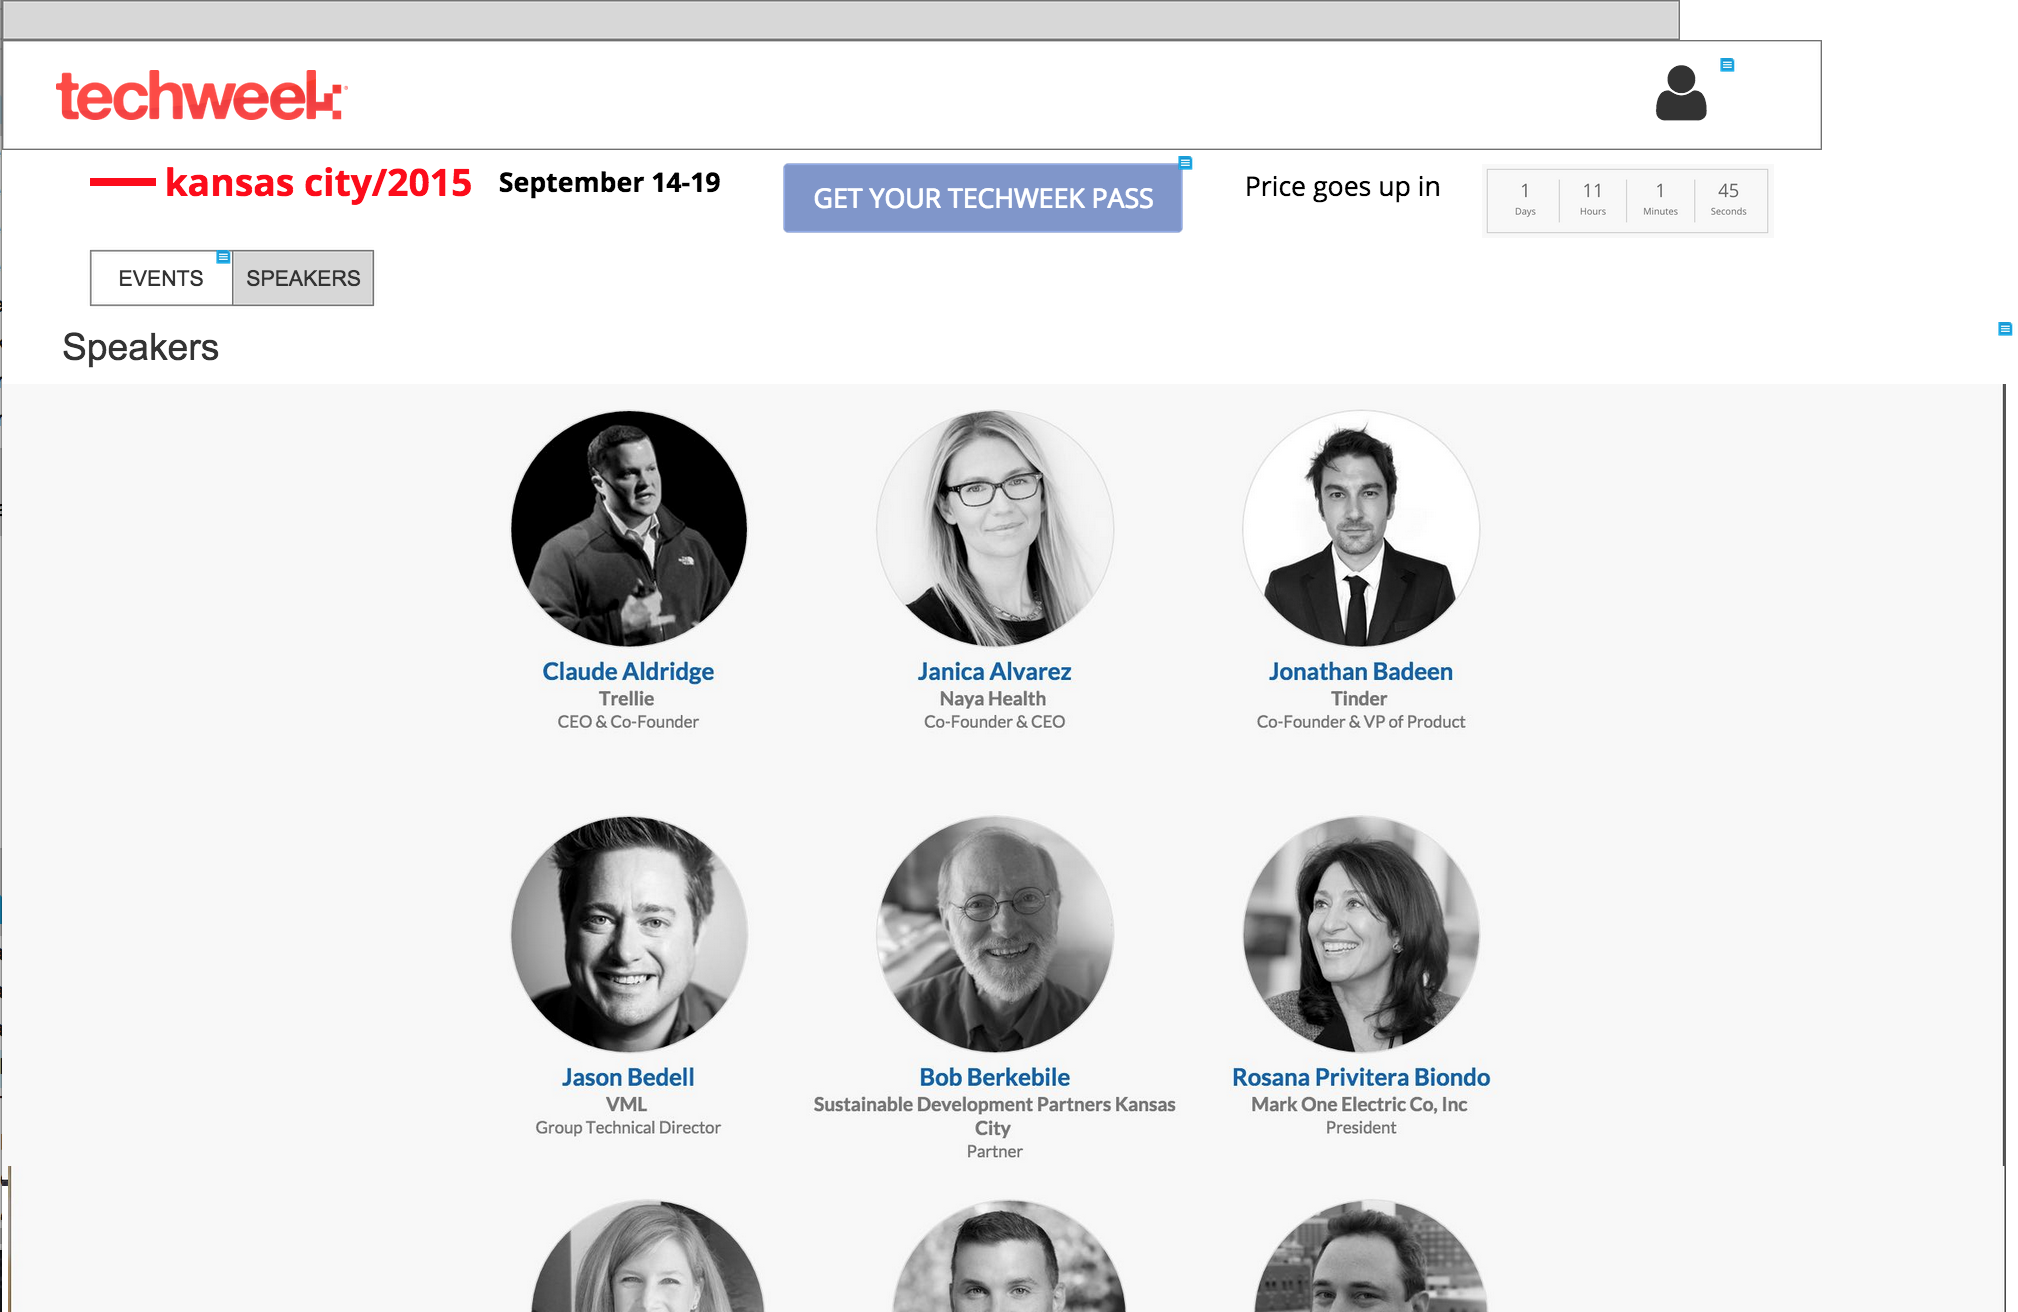 techweek
kansas city/2015
September 14-19
GET YOUR TECHWEEK PASS
Price goes up in
1 11 1 45
Days Hours Minutes Seconds
EVENTS SPEAKERS
Speakers
Claude Aldridge
Trellie
CEO & Co-Founder
Janica Alvarez
Naya Health
Co-Founder & CEO
Jonathan Badeen
Tinder
Co-Founder & VP of Product
Jason Bedell
VML
Group Technical Director
Bob Berkebile
Sustainable Development Partners Kansas
City
Partner
Rosana Privitera Biondo
Mark One Electric Co, Inc
President